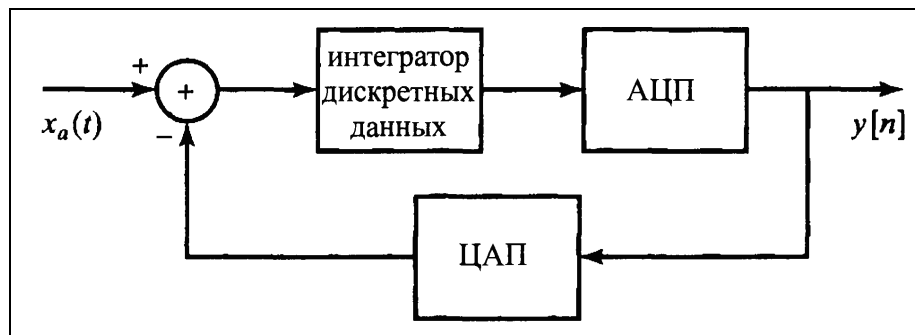 +
+
−
x_a(t)
интегратор
дискретных
данных
АЦП
y[n]
ЦАП